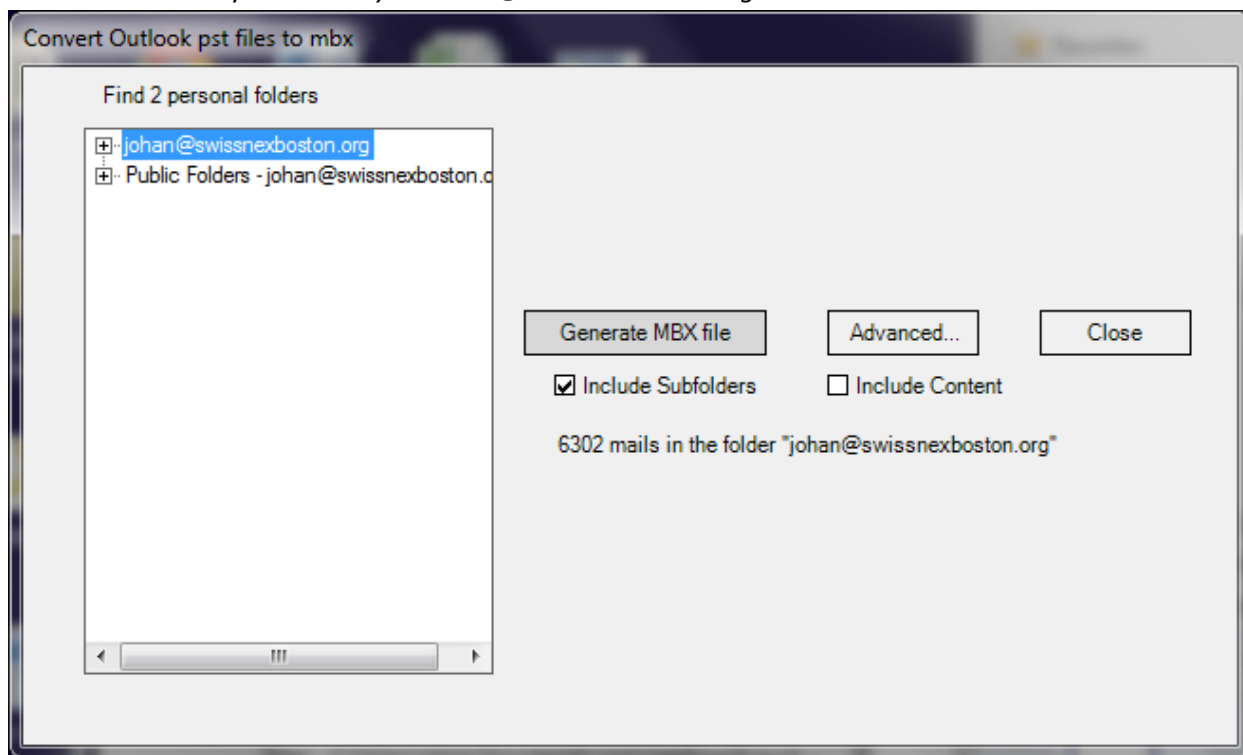 Convert Outlook pst files to mbx
Find 2 personal folders
johan@swissnexboston.org
Public Folders - johan@swissnexboston.o
Generate MBX file
Advanced...
Close
Include Subfolders
Include Content
6302 mails in the folder "johan@swissnexboston.org"